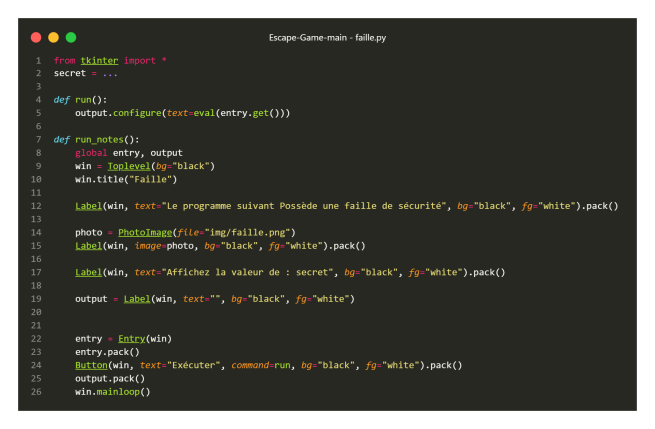 Escape-Game-main - faille.py
1 from tkinter import *
2 secret = ...
3
4 def run():
5     output.configure(text=eval(entry.get()))
6
7 def run_notes():
8     global entry, output
9     win = Toplevel(bg="black")
10     win.title("Faille")
11
12     Label(win, text="Le programme suivant Possède une faille de sécurité", bg="black", fg="white").pack()
13
14     photo = PhotoImage(file="img/faille.png")
15     Label(win, image=photo, bg="black", fg="white").pack()
16
17     Label(win, text="Affichez la valeur de : secret", bg="black", fg="white").pack()
18
19     output = Label(win, text="", bg="black", fg="white")
20
21
22     entry = Entry(win)
23     entry.pack()
24     Button(win, text="Exécuter", command=run, bg="black", fg="white").pack()
25     output.pack()
26     win.mainloop()